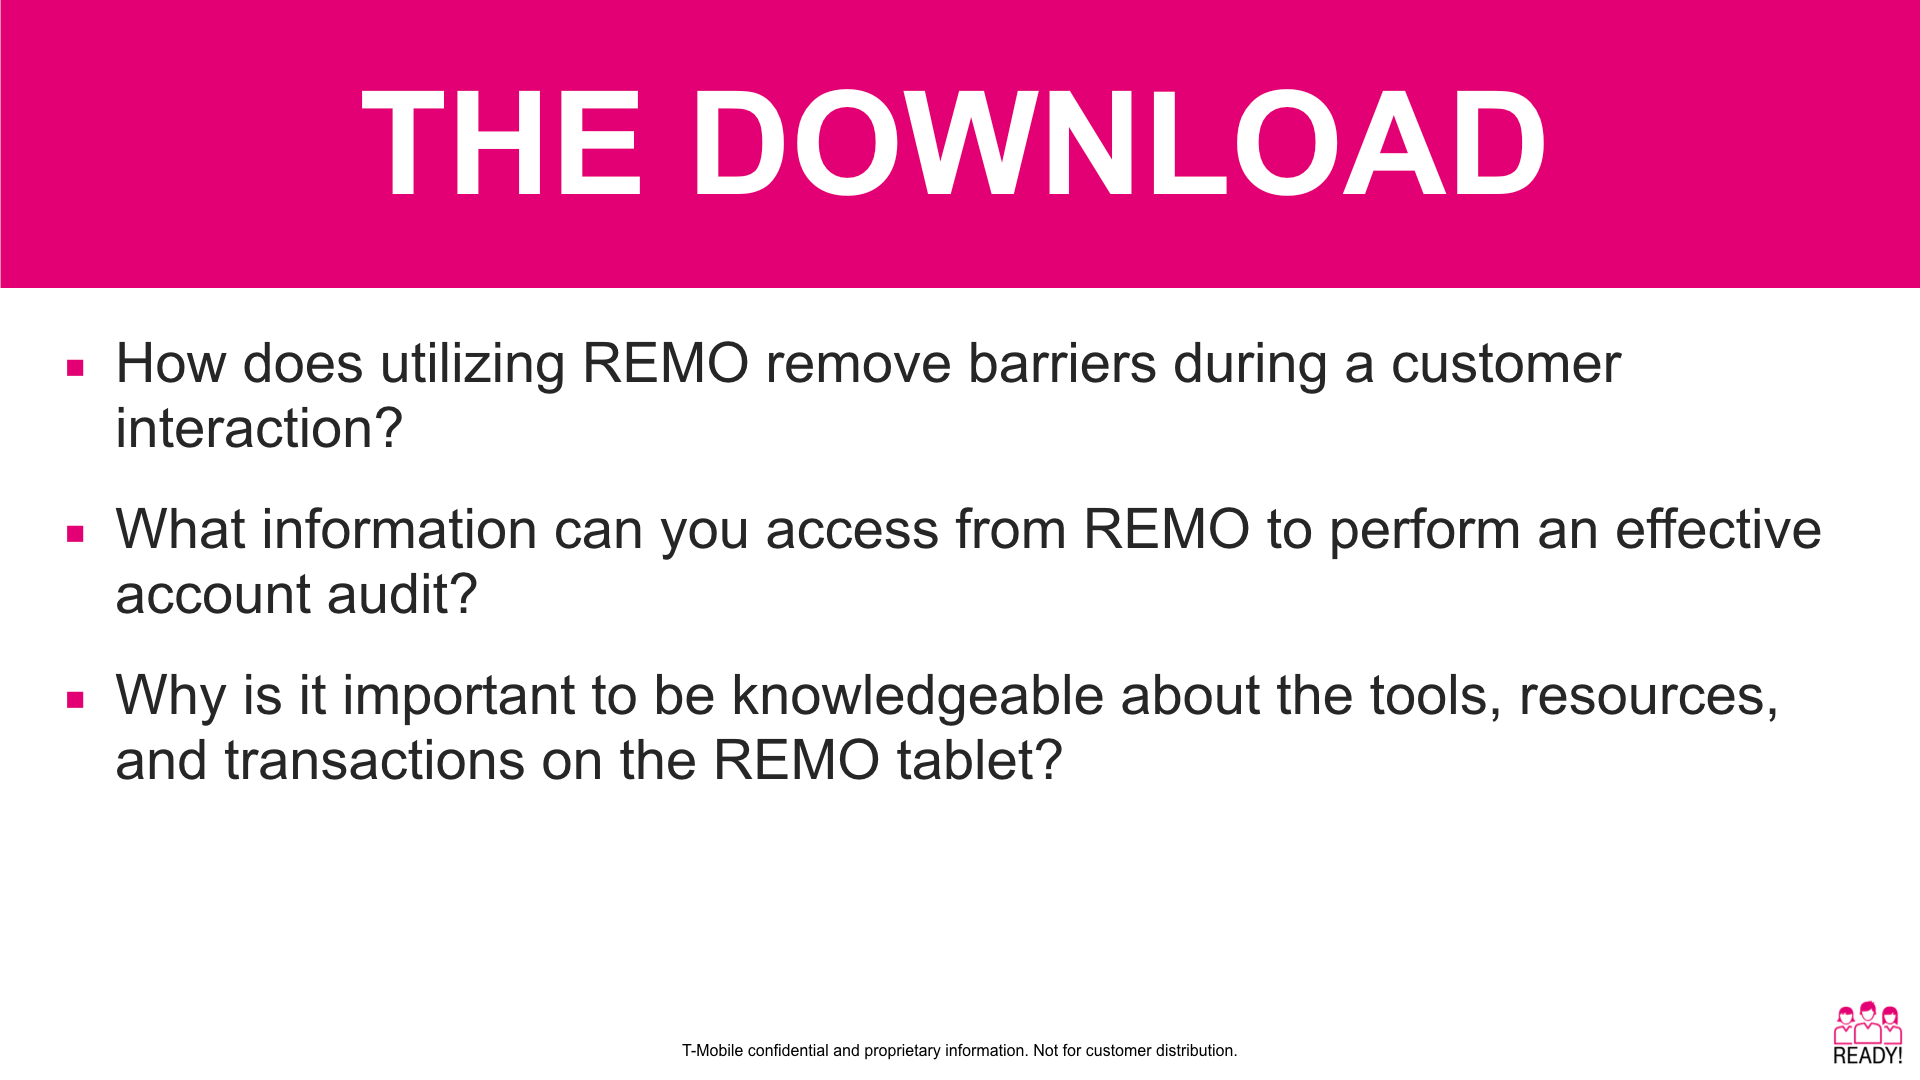 THE DOWNLOAD
▪ How does utilizing REMO remove barriers during a customer
interaction?
▪ What information can you access from REMO to perform an effective
account audit?
▪ Why is it important to be knowledgeable about the tools, resources,
and transactions on the REMO tablet?
T-Mobile confidential and proprietary information. Not for customer distribution.
READY!